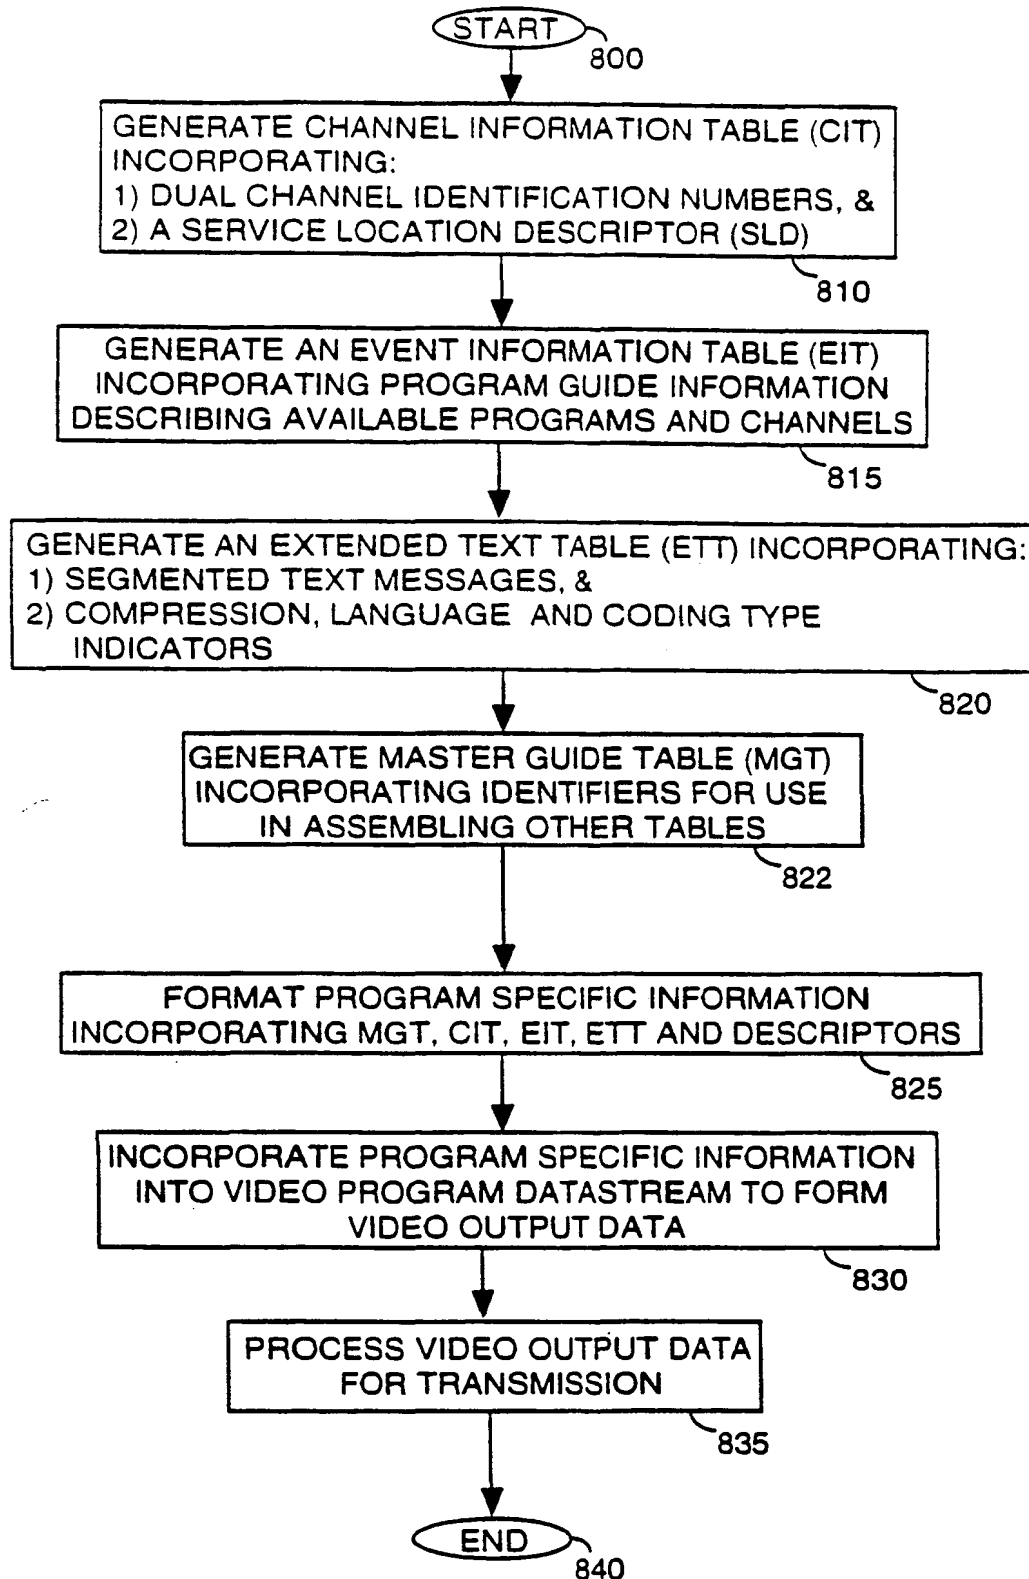 START
800
GENERATE CHANNEL INFORMATION TABLE (CIT)
INCORPORATING:
1) DUAL CHANNEL IDENTIFICATION NUMBERS, &
2) A SERVICE LOCATION DESCRIPTOR (SLD)
810
GENERATE AN EVENT INFORMATION TABLE (EIT)
INCORPORATING PROGRAM GUIDE INFORMATION
DESCRIBING AVAILABLE PROGRAMS AND CHANNELS
815
GENERATE AN EXTENDED TEXT TABLE (ETT) INCORPORATING:
1) SEGMENTED TEXT MESSAGES, &
2) COMPRESSION, LANGUAGE AND CODING TYPE
INDICATORS
820
GENERATE MASTER GUIDE TABLE (MGT)
INCORPORATING IDENTIFIERS FOR USE
IN ASSEMBLING OTHER TABLES
822
FORMAT PROGRAM SPECIFIC INFORMATION
INCORPORATING MGT, CIT, EIT, ETT AND DESCRIPTORS
825
INCORPORATE PROGRAM SPECIFIC INFORMATION
INTO VIDEO PROGRAM DATASTREAM TO FORM
VIDEO OUTPUT DATA
830
PROCESS VIDEO OUTPUT DATA
FOR TRANSMISSION
835
END
840